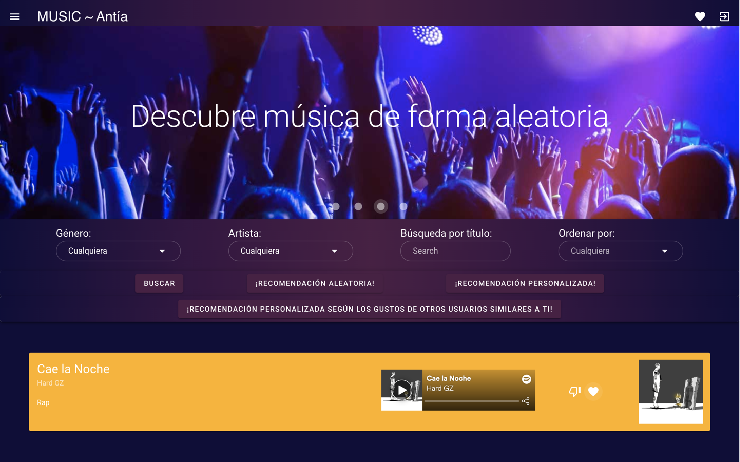 MUSIC ~ Antía
Descubre música de forma aleatoria
Género:
Artista:
Búsqueda por título:
Ordenar por:
Cualquiera
Cualquiera
Search
Cualquiera
BUSCAR
¡RECOMENDACIÓN ALEATORIA!
¡RECOMENDACIÓN PERSONALIZADA!
¡RECOMENDACIÓN PERSONALIZADA SEGÚN LOS GUSTOS DE OTROS USUARIOS SIMILARES A TI!
Cae la Noche
Hard GZ
Rap
Cae la Noche
Hard GZ